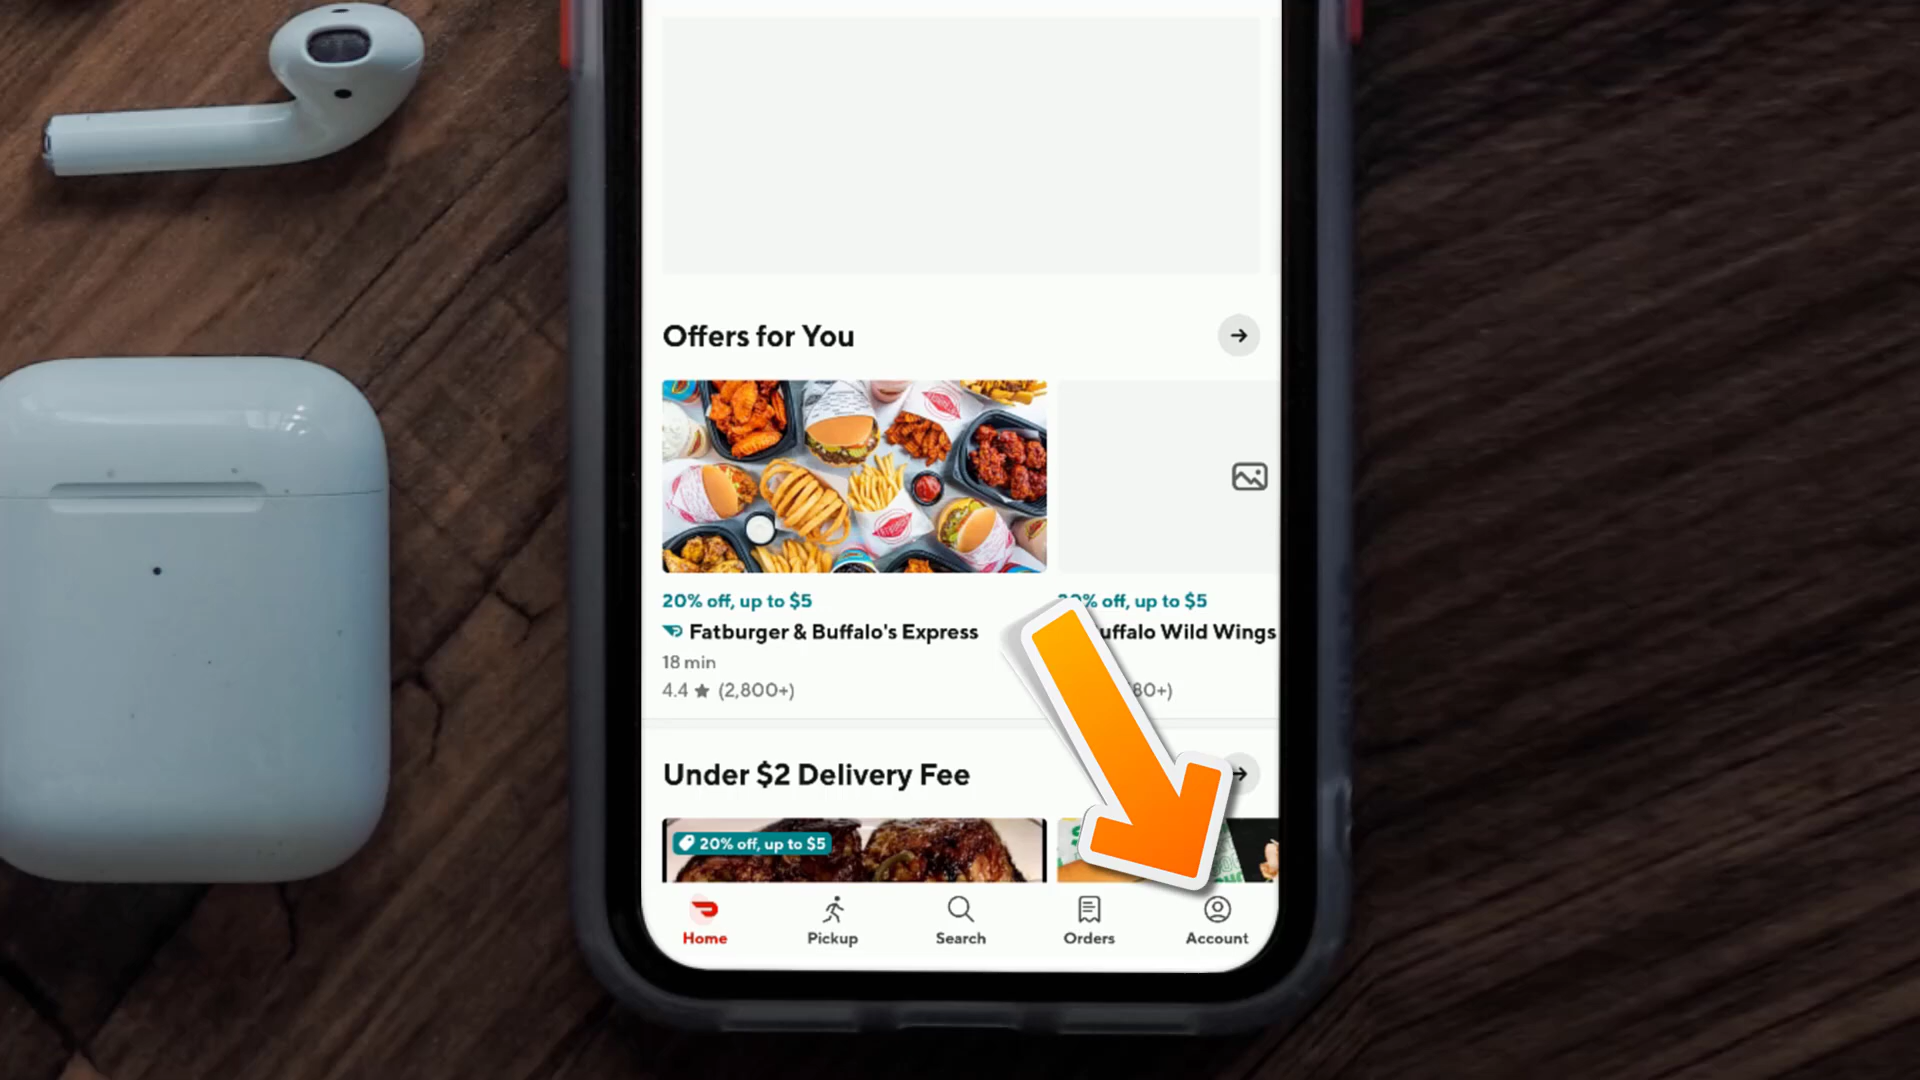 Offers for You
20% off, up to $5
% off, up to $5
Fatburger & Buffalo's Express
uffalo Wild Wings
18 min
4.4 ★ (2,800+)
80+)
Under $2 Delivery Fee
20% off, up to $5
Home
Pickup
Search
Orders
Account